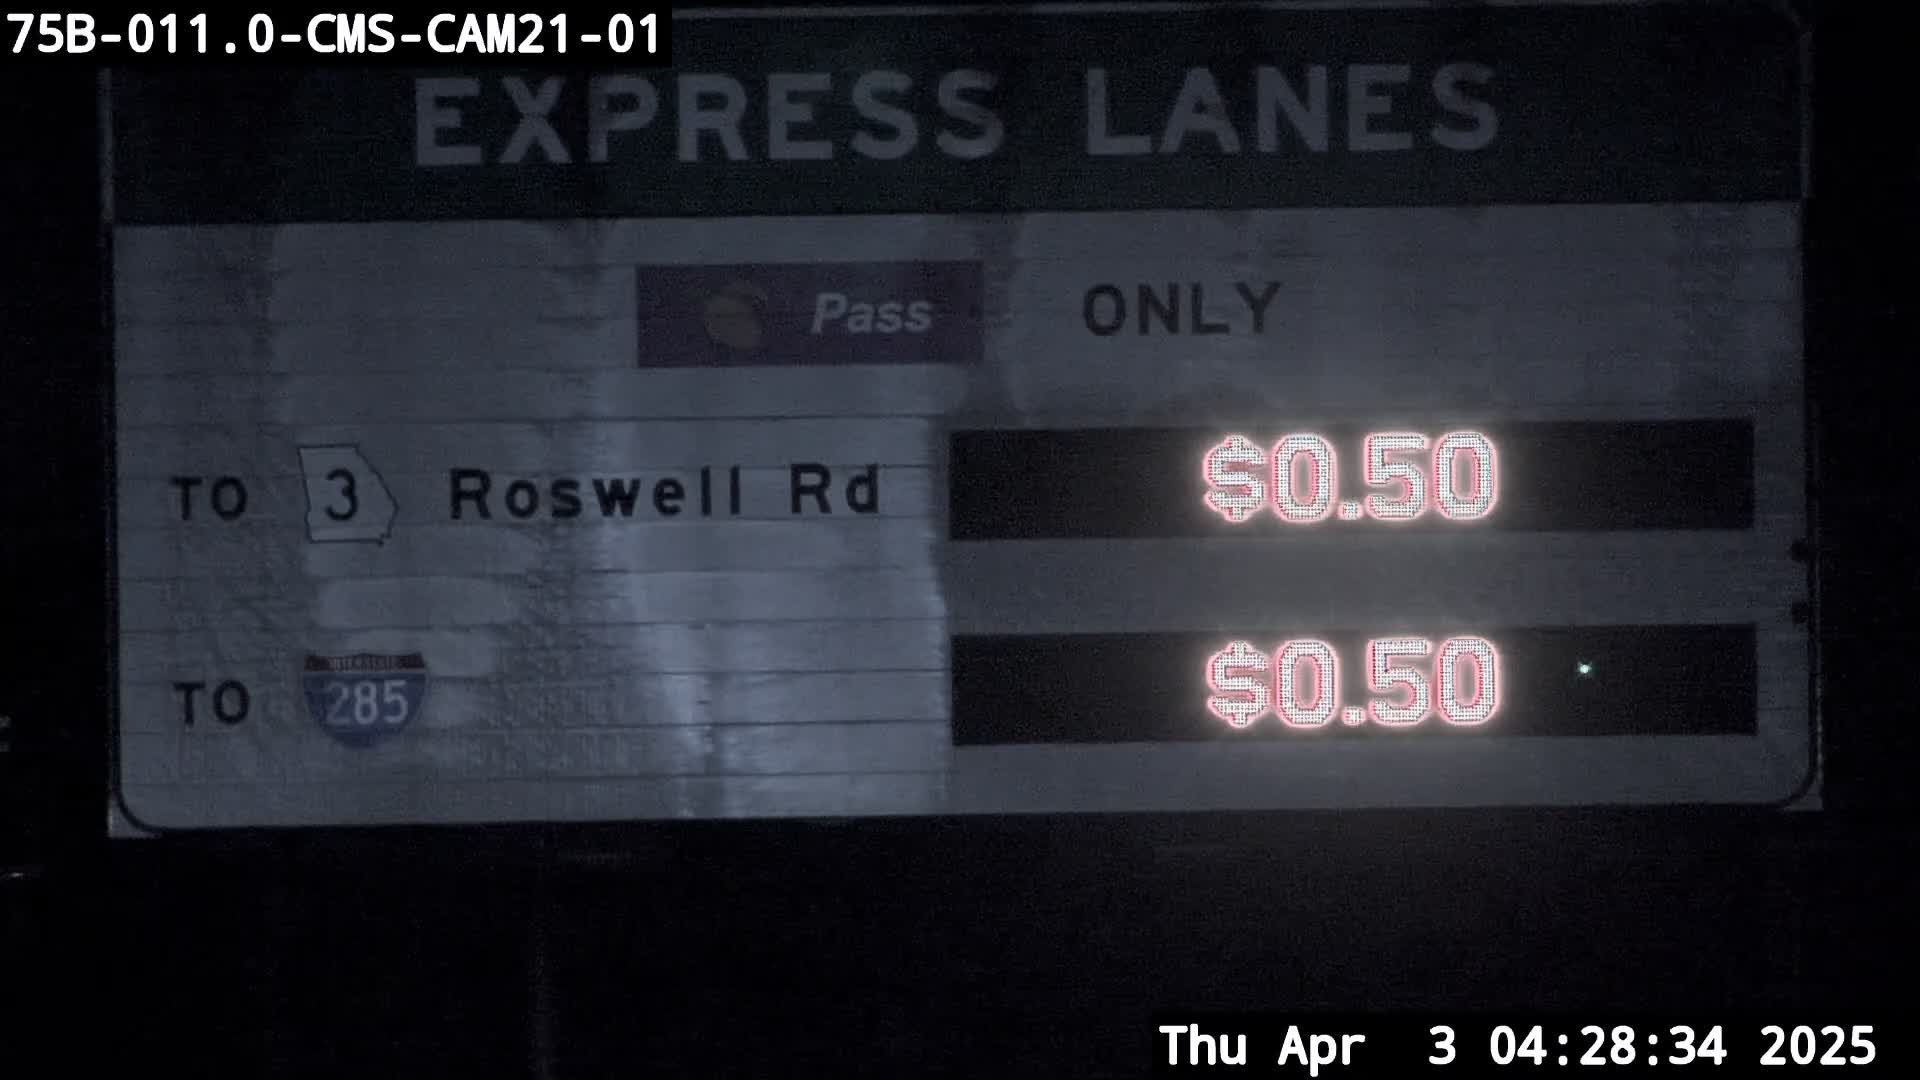 75B-011.0-CMS-CAM21-01
EXPRESS LANES
Pass ONLY
TO 3 Roswell Rd $0.50
INTERSTATE
TO 285 $0.50
Thu Apr 3 04:28:34 2025